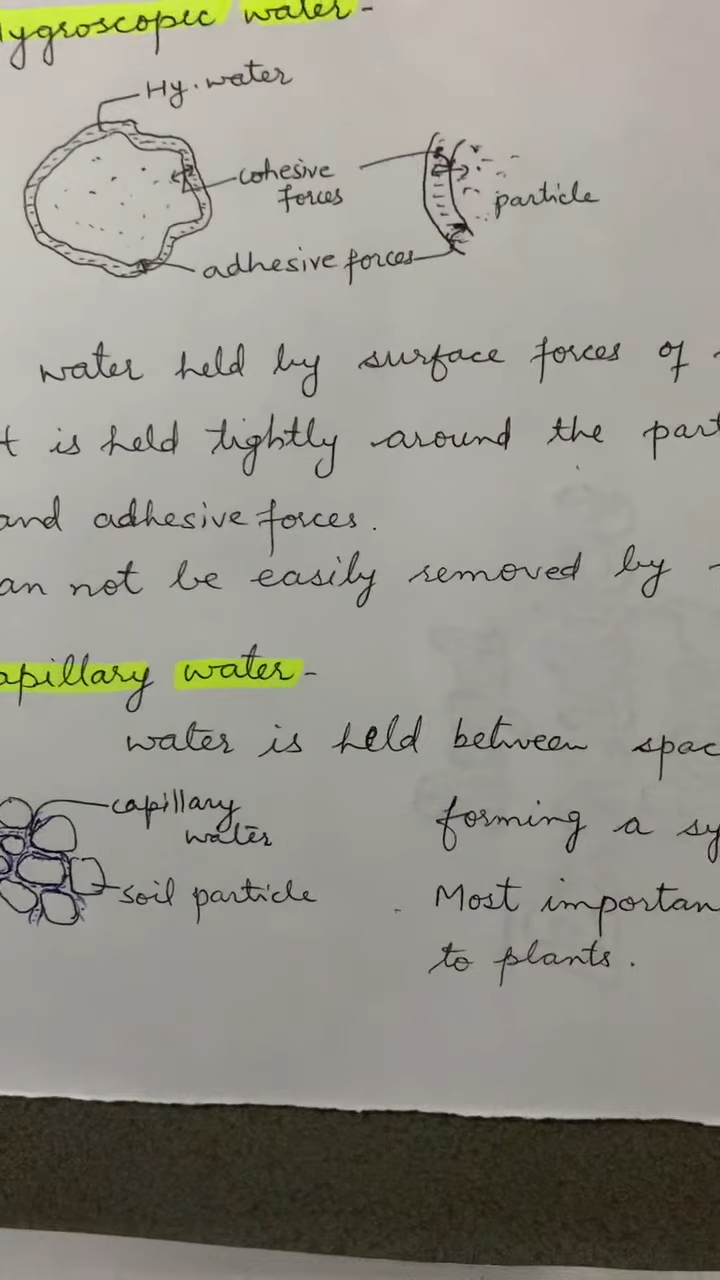 Hygroscopic water-
Hy. water
cohesive
forces
particle
adhesive forces
water held by surface forces of
t is held tightly around the part
and adhesive forces.
an not be easily removed by
apillary water-
water is held between spac
capillary
water
forming a sy
soil particle
Most importan
to plants.